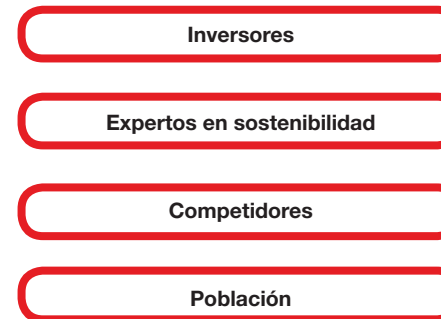 Inversores
Expertos en sostenibilidad
Competidores
Población